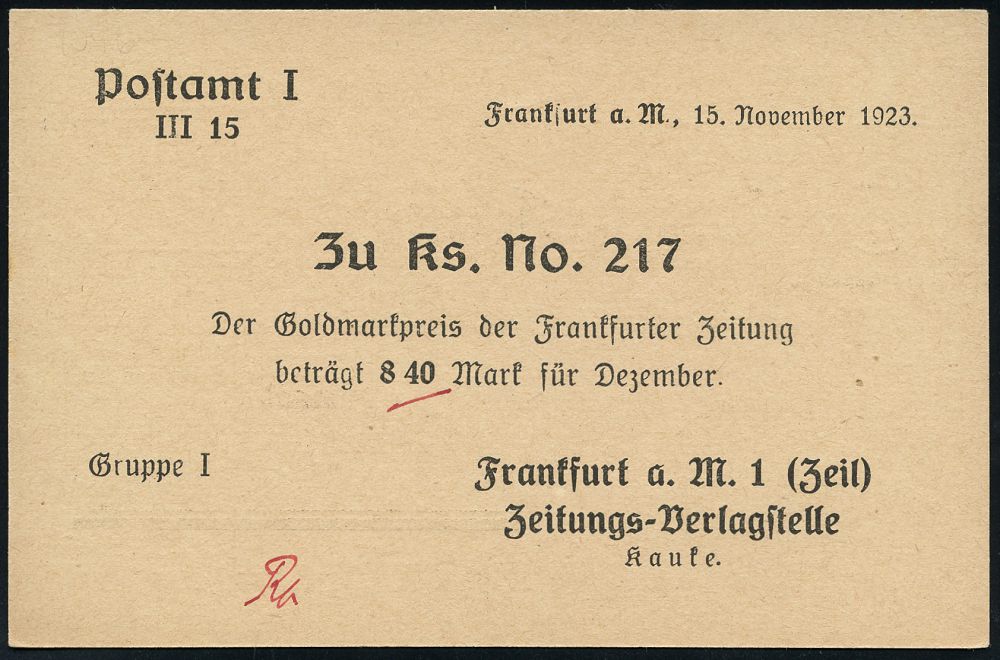 Postamt I
III 15
Frankfurt a. M., 15. November 1923.
Zu Ks. No. 217
Der Goldmarkpreis der Frankfurter Zeitung
beträgt 8 40 Mark für Dezember.
Gruppe I
Frankfurt a. M. 1 (Zeil)
Zeitungs-Verlagstelle
Kauke.